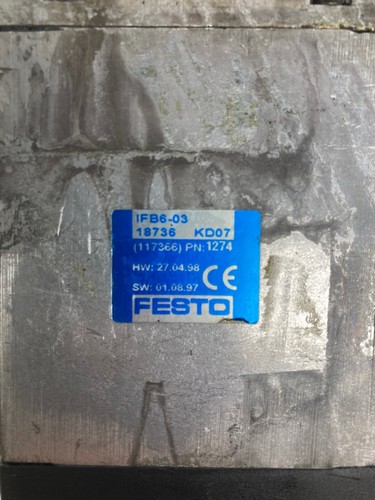 IFB6-03
18736 KD07
(117366) PN: 1274
HW: 27.04.98 CE
SW: 01.08.97
FESTO